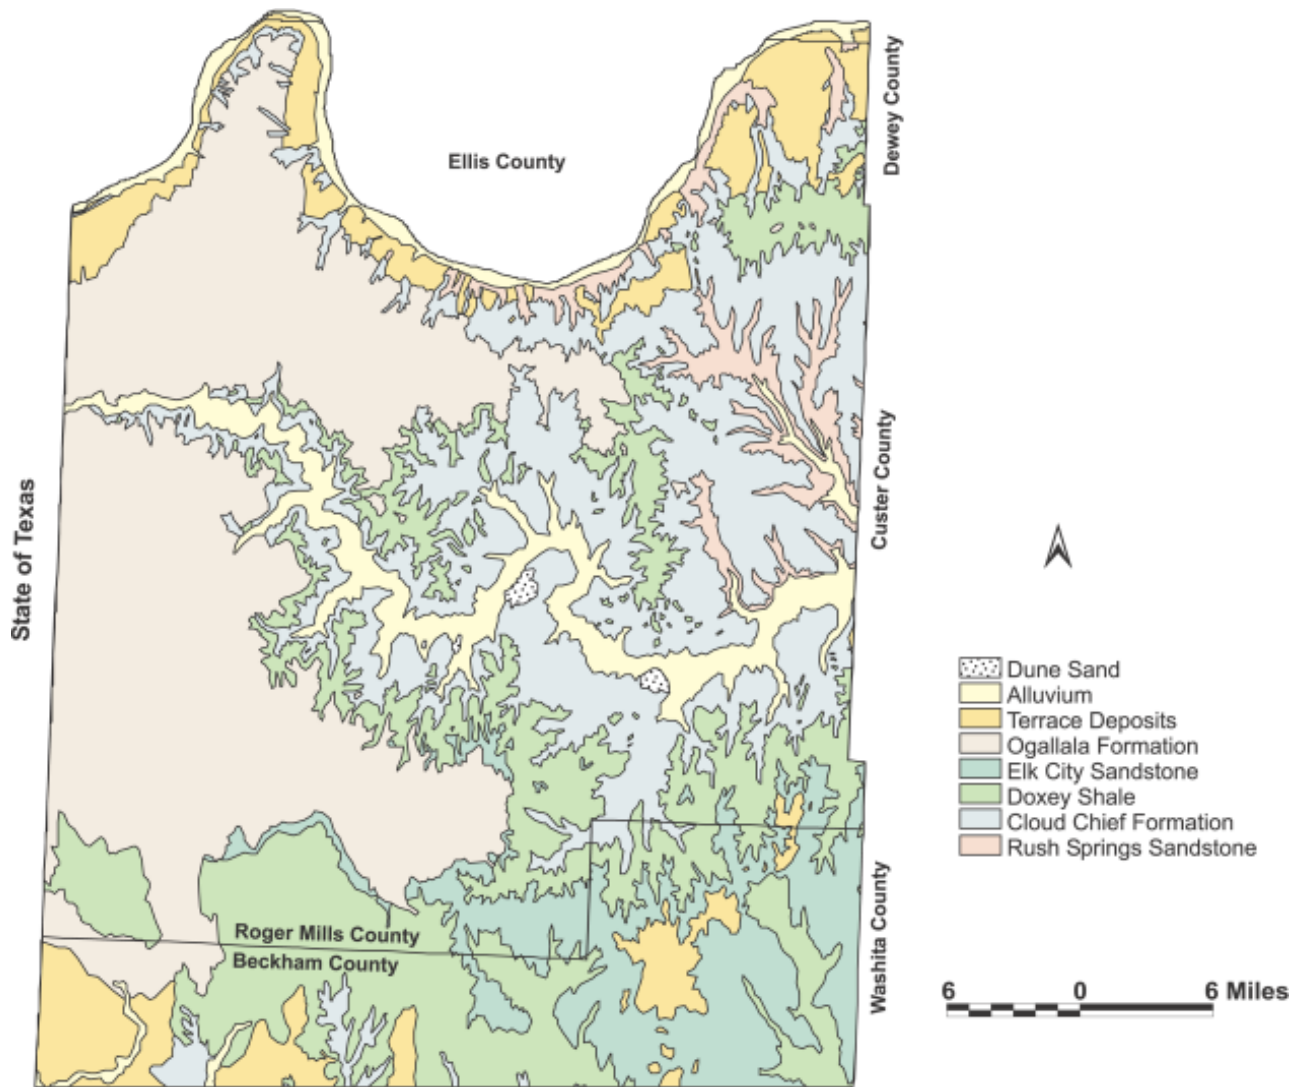 Ellis County
Dewey County
Custer County
State of Texas
Dune Sand
Alluvium
Terrace Deposits
Ogallala Formation
Elk City Sandstone
Doxey Shale
Cloud Chief Formation
Rush Springs Sandstone
Roger Mills County
Beckham County
Washita County
6 0 6 Miles